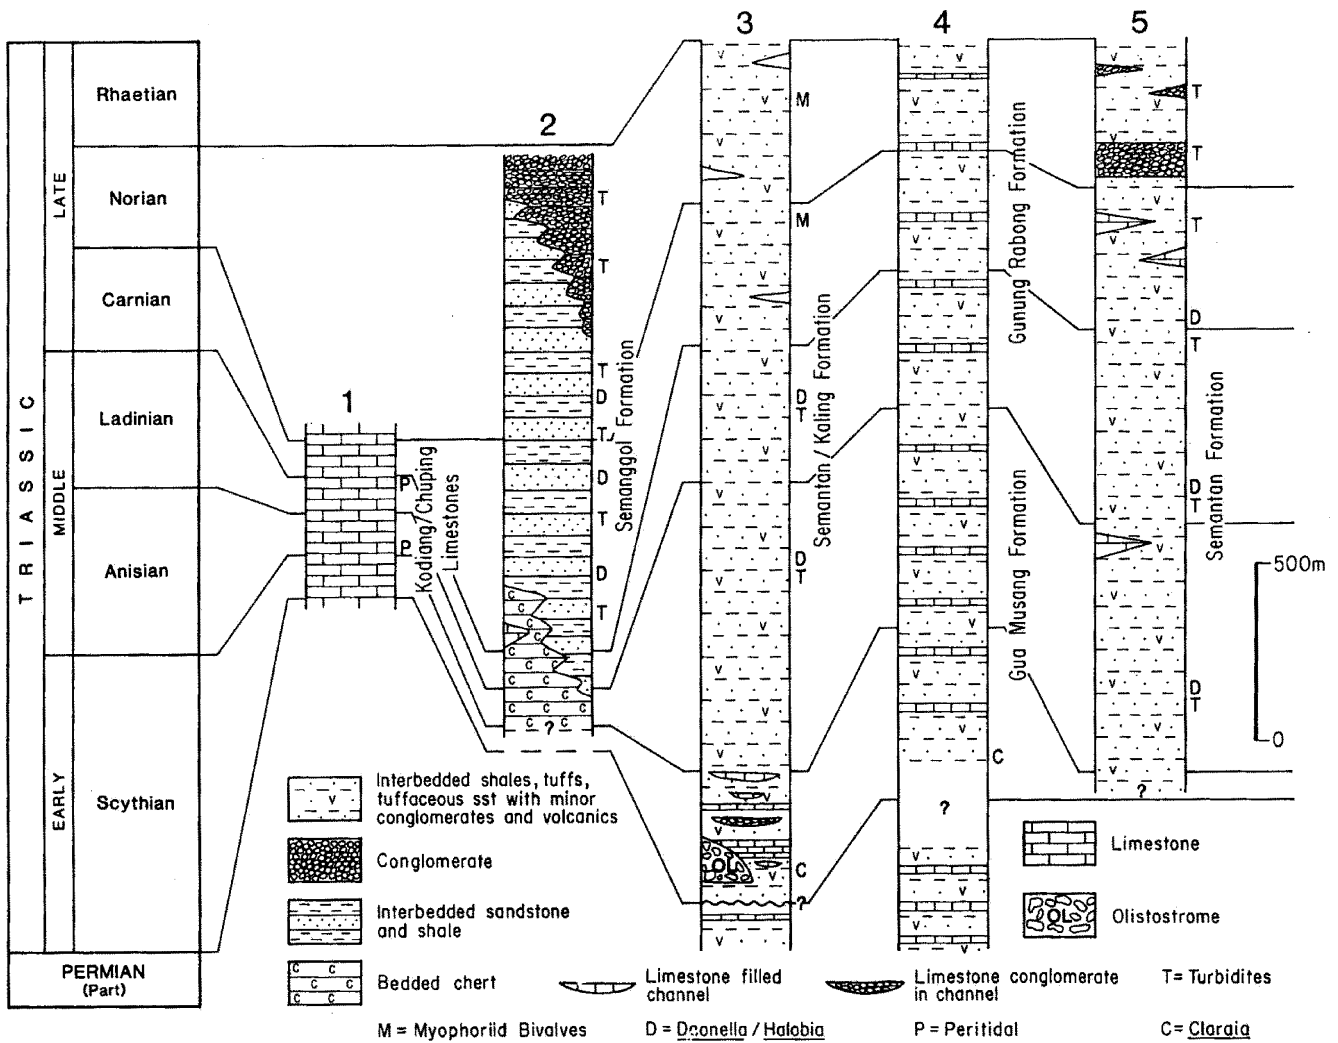 TRIASSIC
LATE
MIDDLE
EARLY
Rhaetian
Norian
Carnian
Ladinian
Anisian
Scythian
PERMIAN
(Part)
1
P
P
Kodiang/Chuping
Limestones
2
T
T
T
D
T
D
T
D
T
C C
C
C
C
C C
C C
C C C
C C C
C C
?
Semanggol Formation
3
v
v
M
v
v
M
v
v
D
T
v
D
T
v
OL
C
?
Semantan / Kaling Formation
4
v
v
v
v
C
?
v
v
Gunung Rabong Formation
Gua Musang Formation
5
v
T
T
T
D
T
D
T
D
T
?
Semantan Formation
500m
0
v
Interbedded shales, tuffs,
tuffaceous sst with minor
conglomerates and volcanics
Conglomerate
Interbedded sandstone
and shale
C C
C C
C C
Bedded chert
Limestone
OL
Olistostrome
Limestone filled
channel
Limestone conglomerate
in channel
T = Turbidites
M = Myophoriid Bivalves
D = Daonella / Halobia
P = Peritidal
C = Claraia